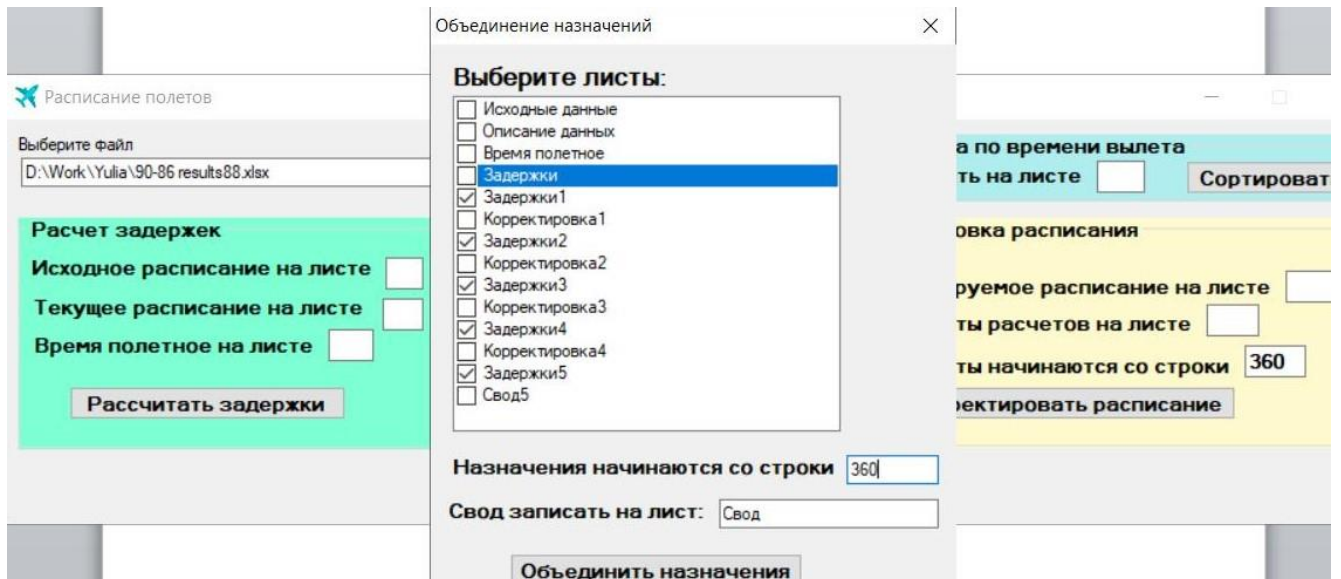 Объединение назначений
Выберите листы:
Исходные данные
Описание данных
Время полетное
Задержки
Задержки1
Корректировка1
Задержки2
Корректировка2
Задержки3
Корректировка3
Задержки4
Корректировка4
Задержки5
Свод5
Назначения начинаются со строки 360
Свод записать на лист: Свод
Объединить назначения
Расписание полетов
Выберите файл
D:\Work\Yulia\90-86 results88.xlsx
Расчет задержек
Исходное расписание на листе
Текущее расписание на листе
Время полетное на листе
Рассчитать задержки
а по времени вылета
ть на листе
Сортироват
овка расписания
руемое расписание на листе
ты расчетов на листе
ты начинаются со строки 360
ректировать расписание